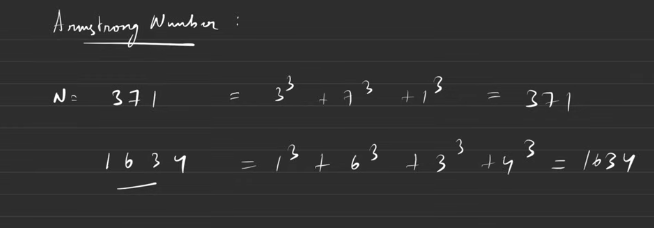 Armstrong Number :
N = 371 = 3³ + 7³ + 1³ = 371
1634 = 1³ + 6³ + 3³ + 4³ = 1634